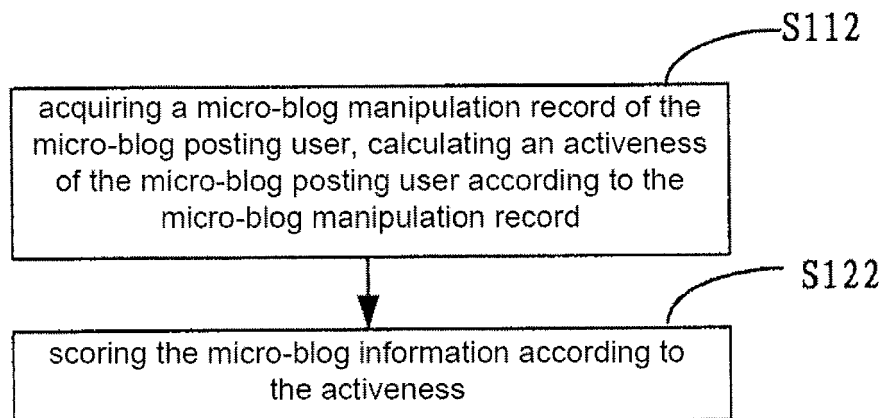 S112
acquiring a micro-blog manipulation record of the
micro-blog posting user, calculating an activeness
of the micro-blog posting user according to the
micro-blog manipulation record
S122
scoring the micro-blog information according to
the activeness